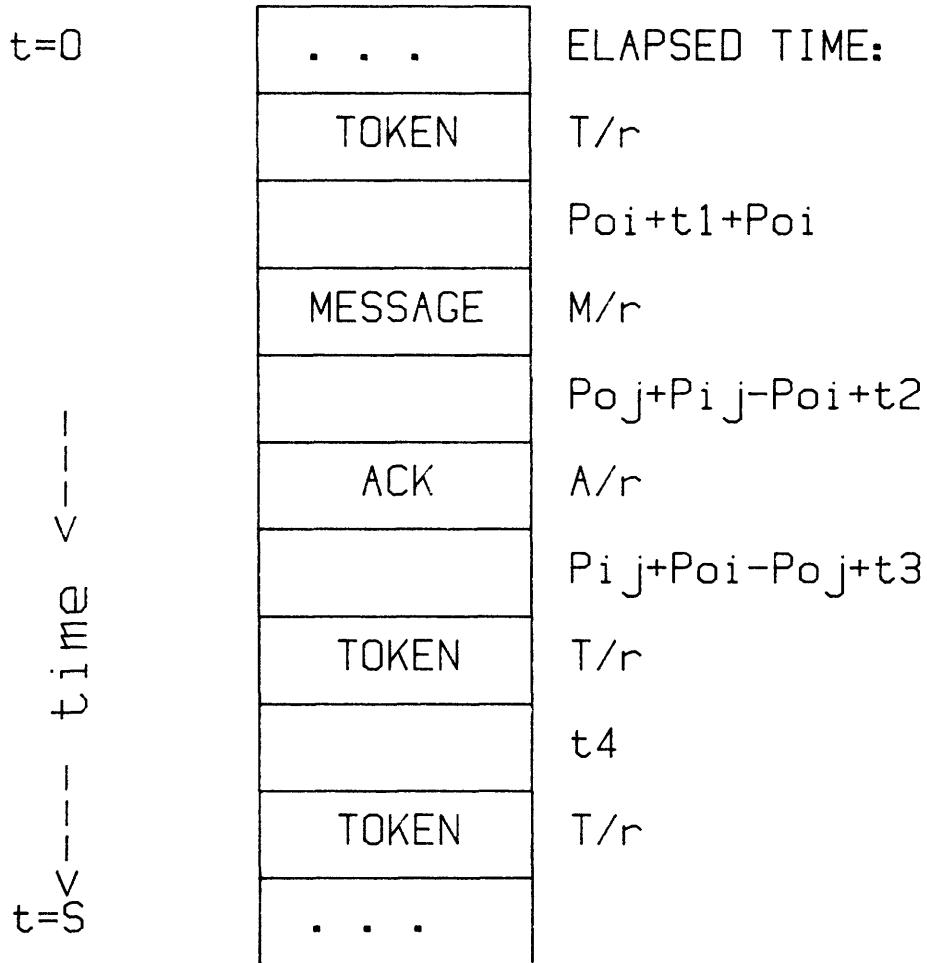 t=0 . . . ELAPSED TIME:
TOKEN T/r
Poi+t1+Poi
MESSAGE M/r
Poj+Pij-Poi+t2
ACK A/r
Pij+Poi-Poj+t3
TOKEN T/r
t4
TOKEN T/r
t=S . . .
<--- time <---